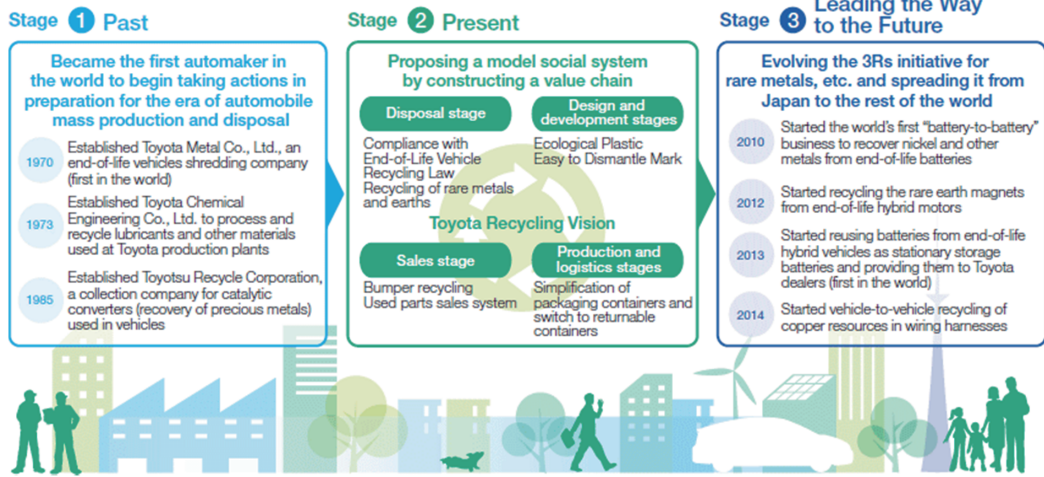 Stage 1 Past
Became the first automaker in
the world to begin taking actions in
preparation for the era of automobile
mass production and disposal
1970
Established Toyota Metal Co., Ltd., an
end-of-life vehicles shredding company
(first in the world)
1973
Established Toyota Chemical
Engineering Co., Ltd. to process and
recycle lubricants and other materials
used at Toyota production plants
1985
Established Toyotsu Recycle Corporation,
a collection company for catalytic
converters (recovery of precious metals)
used in vehicles
Stage 2 Present
Proposing a model social system
by constructing a value chain
Disposal stage
Compliance with
End-of-Life Vehicle
Recycling Law
Recycling of rare metals
and earths
Design and
development stages
Ecological Plastic
Easy to Dismantle Mark
Toyota Recycling Vision
Sales stage
Bumper recycling
Used parts sales system
Production and
logistics stages
Simplification of
packaging containers and
switch to returnable
containers
Stage 3 Leading the Way
to the Future
Evolving the 3Rs initiative for
rare metals, etc. and spreading it from
Japan to the rest of the world
2010
Started the world's first “battery-to-battery”
business to recover nickel and other
metals from end-of-life batteries
2012
Started recycling the rare earth magnets
from end-of-life hybrid motors
2013
Started reusing batteries from end-of-life
hybrid vehicles as stationary storage
batteries and providing them to Toyota
dealers (first in the world)
2014
Started vehicle-to-vehicle recycling of
copper resources in wiring harnesses